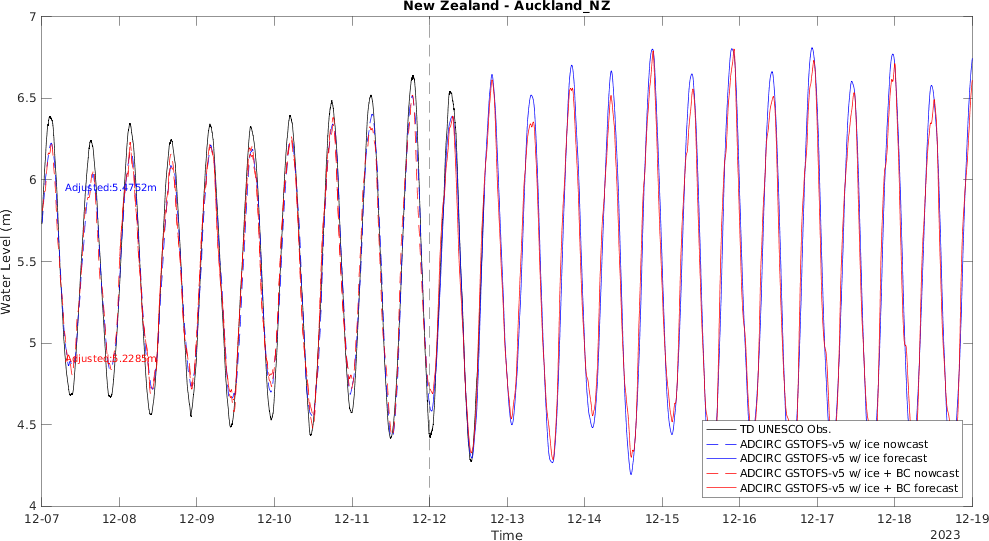 New Zealand - Auckland_NZ
7
6.5
6
5.5
5
4.5
4
Water Level (m)
Adjusted:5.4752m
Adjusted:5.2285m
TD UNESCO Obs.
ADCIRC GSTOFS-v5 w/ ice nowcast
ADCIRC GSTOFS-v5 w/ ice forecast
ADCIRC GSTOFS-v5 w/ ice + BC nowcast
ADCIRC GSTOFS-v5 w/ ice + BC forecast
12-07 12-08 12-09 12-10 12-11 12-12 12-13 12-14 12-15 12-16 12-17 12-18 12-19
Time
2023